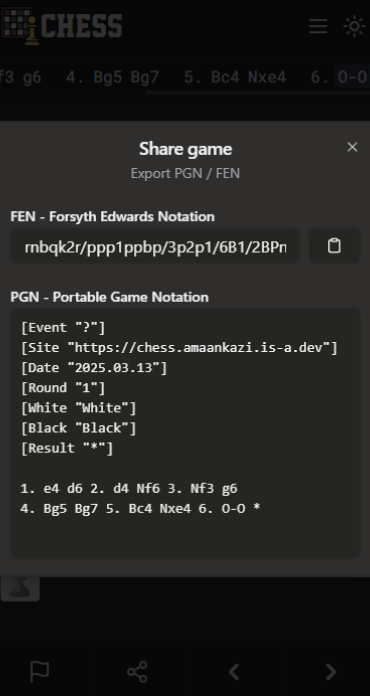 iCHESS
f3 g6 4. Bg5 Bg7 5. Bc4 Nxe4 6. O-O
Share game
Export PGN / FEN
FEN - Forsyth Edwards Notation
rnbqk2r/ppp1ppbp/3p2p1/6B1/2BPn
PGN - Portable Game Notation
[Event "?"]
[Site "https://chess.amaankazi.is-a.dev"]
[Date "2025.03.13"]
[Round "1"]
[White "White"]
[Black "Black"]
[Result "*"]
1. e4 d6 2. d4 Nf6 3. Nf3 g6
4. Bg5 Bg7 5. Bc4 Nxe4 6. O-O *